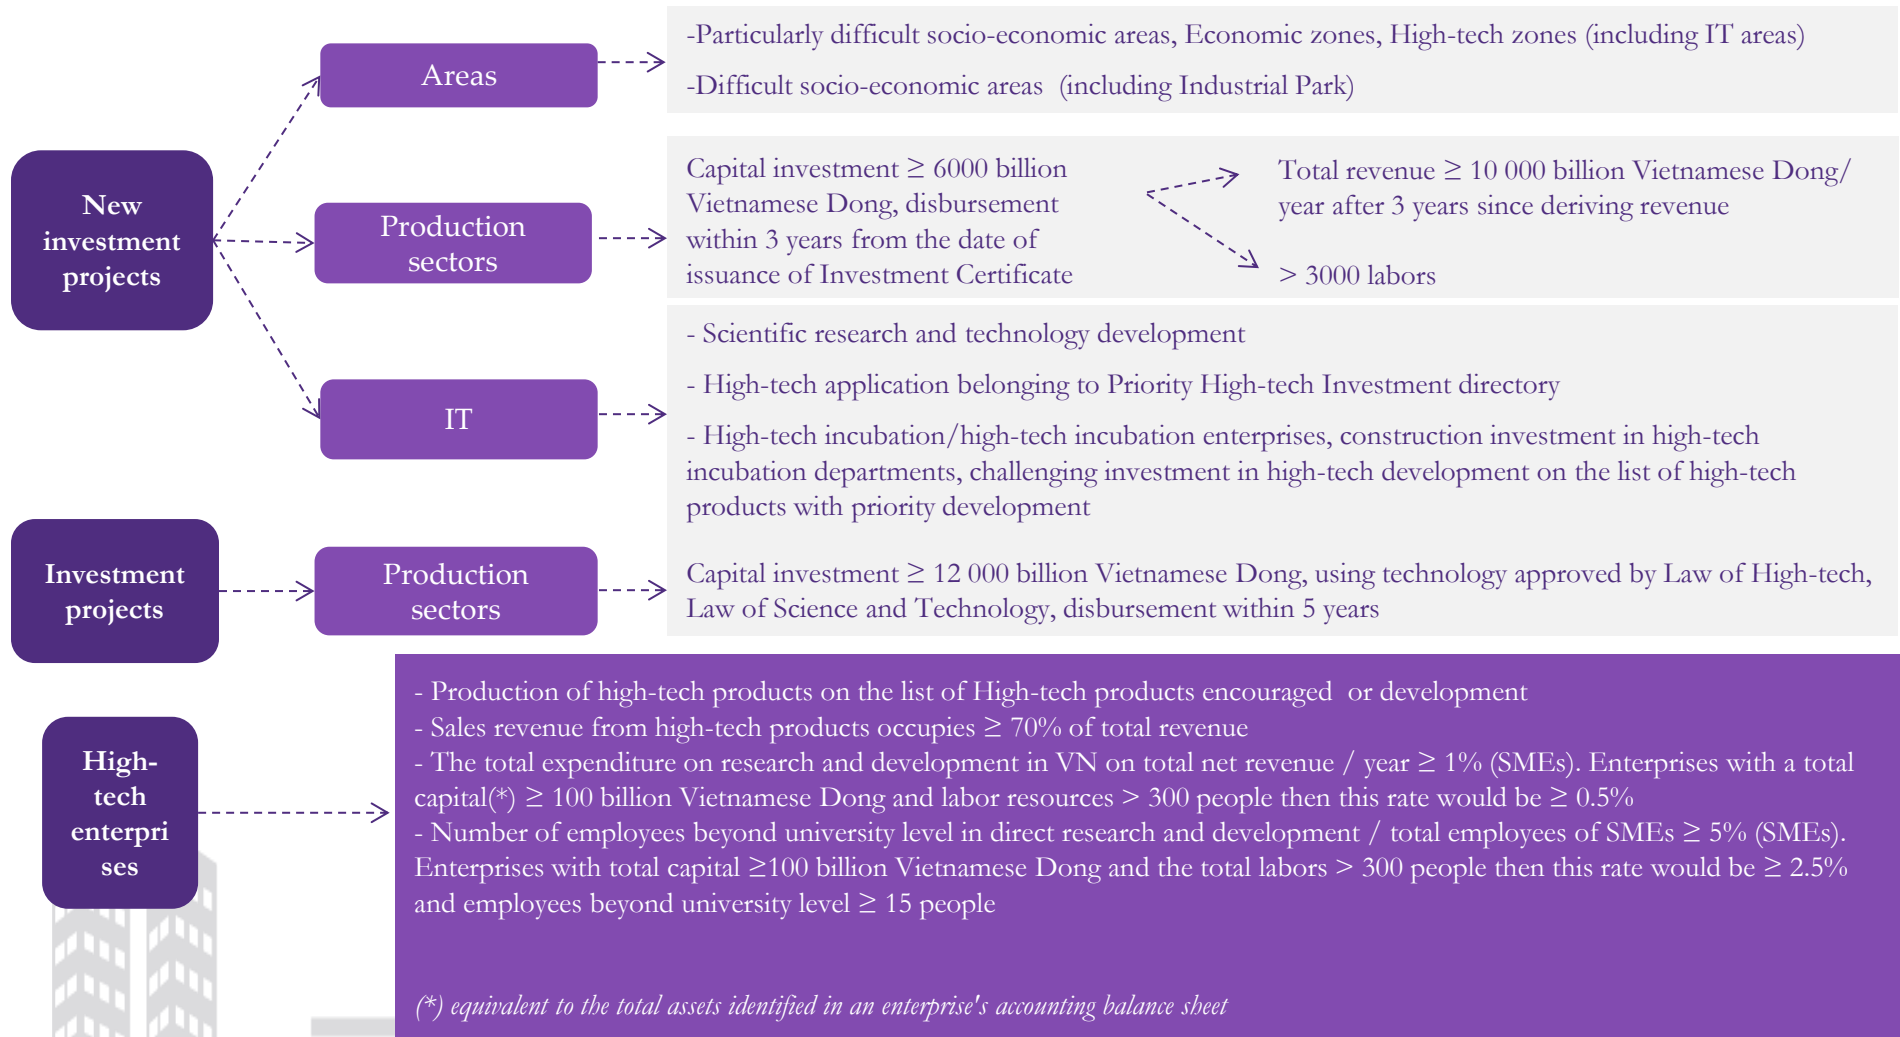 Areas
-Particularly difficult socio-economic areas, Economic zones, High-tech zones (including IT areas)
-Difficult socio-economic areas  (including Industrial Park)
New
investment
projects
Production
sectors
Capital investment ≥ 6000 billion
Vietnamese Dong, disbursement
within 3 years from the date of
issuance of Investment Certificate
Total revenue ≥ 10 000 billion Vietnamese Dong/
year after 3 years since deriving revenue
> 3000 labors
IT
- Scientific research and technology development
- High-tech application belonging to Priority High-tech Investment directory
- High-tech incubation/high-tech incubation enterprises, construction investment in high-tech
incubation departments, challenging investment in high-tech development on the list of high-tech
products with priority development
Investment
projects
Production
sectors
Capital investment ≥ 12 000 billion Vietnamese Dong, using technology approved by Law of High-tech,
Law of Science and Technology, disbursement within 5 years
High-
tech
enterpri
ses
- Production of high-tech products on the list of High-tech products encouraged  or development
- Sales revenue from high-tech products occupies ≥ 70% of total revenue
- The total expenditure on research and development in VN on total net revenue / year ≥ 1% (SMEs). Enterprises with a total
capital(*) ≥ 100 billion Vietnamese Dong and labor resources > 300 people then this rate would be ≥ 0.5%
- Number of employees beyond university level in direct research and development / total employees of SMEs ≥ 5% (SMEs).
Enterprises with total capital ≥100 billion Vietnamese Dong and the total labors > 300 people then this rate would be ≥ 2.5%
and employees beyond university level ≥ 15 people
(*) equivalent to the total assets identified in an enterprise's accounting balance sheet